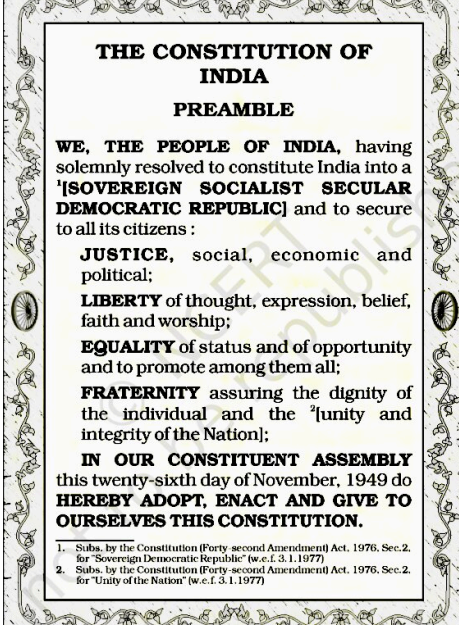 THE CONSTITUTION OF
INDIA
PREAMBLE
WE, THE PEOPLE OF INDIA, having
solemnly resolved to constitute India into a
¹[SOVEREIGN SOCIALIST SECULAR
DEMOCRATIC REPUBLIC] and to secure
to all its citizens :
JUSTICE, social, economic and
political;
LIBERTY of thought, expression, belief,
faith and worship;
EQUALITY of status and of opportunity
and to promote among them all;
FRATERNITY assuring the dignity of
the individual and the ²[unity and
integrity of the Nation];
IN OUR CONSTITUENT ASSEMBLY
this twenty-sixth day of November, 1949 do
HEREBY ADOPT, ENACT AND GIVE TO
OURSELVES THIS CONSTITUTION.
1. Subs. by the Constitution (Forty-second Amendment) Act, 1976, Sec.2,
for "Sovereign Democratic Republic" (w.e.f. 3.1.1977)
2. Subs. by the Constitution (Forty-second Amendment) Act, 1976, Sec.2,
for "Unity of the Nation" (w.e.f. 3.1.1977)
© NCERT
not to be republished